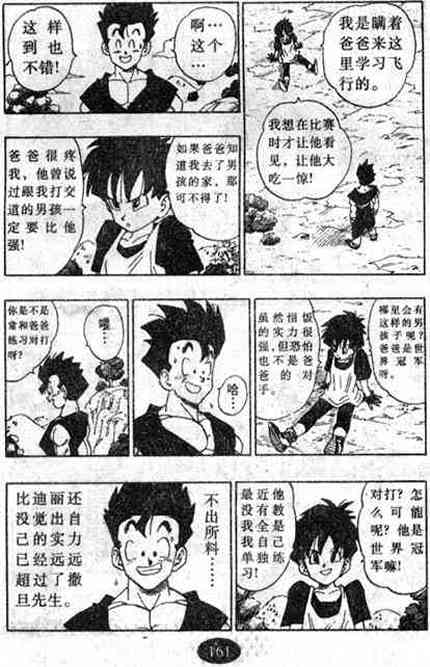 我是瞒着
爸爸来这
里学习飞
行的。
我想在比赛
时才让他看
见，让他大
吃一惊!
啊…
这个
…
这样
到也
不错!
如果爸爸知
道我去了男
孩的家，那
可不得了!
爸爸很疼
我，他曾说
过跟我打交
道的男孩一
定要比他
强!
哪里会有
这样的男
孩子呢?
爸爸是世
界冠军
呀。
虽然悟饭
的实力很
强，但恐怕
也不是爸
爸的对
手。
哈…
你是不是
常和爸爸
练习对打
呀?
对打? 怎
么可能
呢? 他是
世界冠
军嘛!
最近他
没有教
我全是
我自己
单独练
习!
不出所料……
比迪丽还
没觉出自
己的实力
已经远远
超过了撒
旦先生。
161